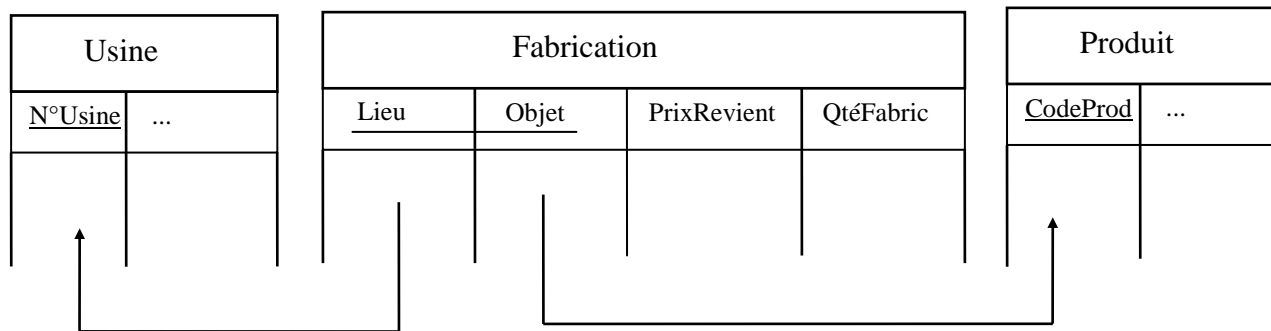 Usine
Fabrication
Produit
N°Usine ...
Lieu Objet PrixRevient QtéFabric
CodeProd ...